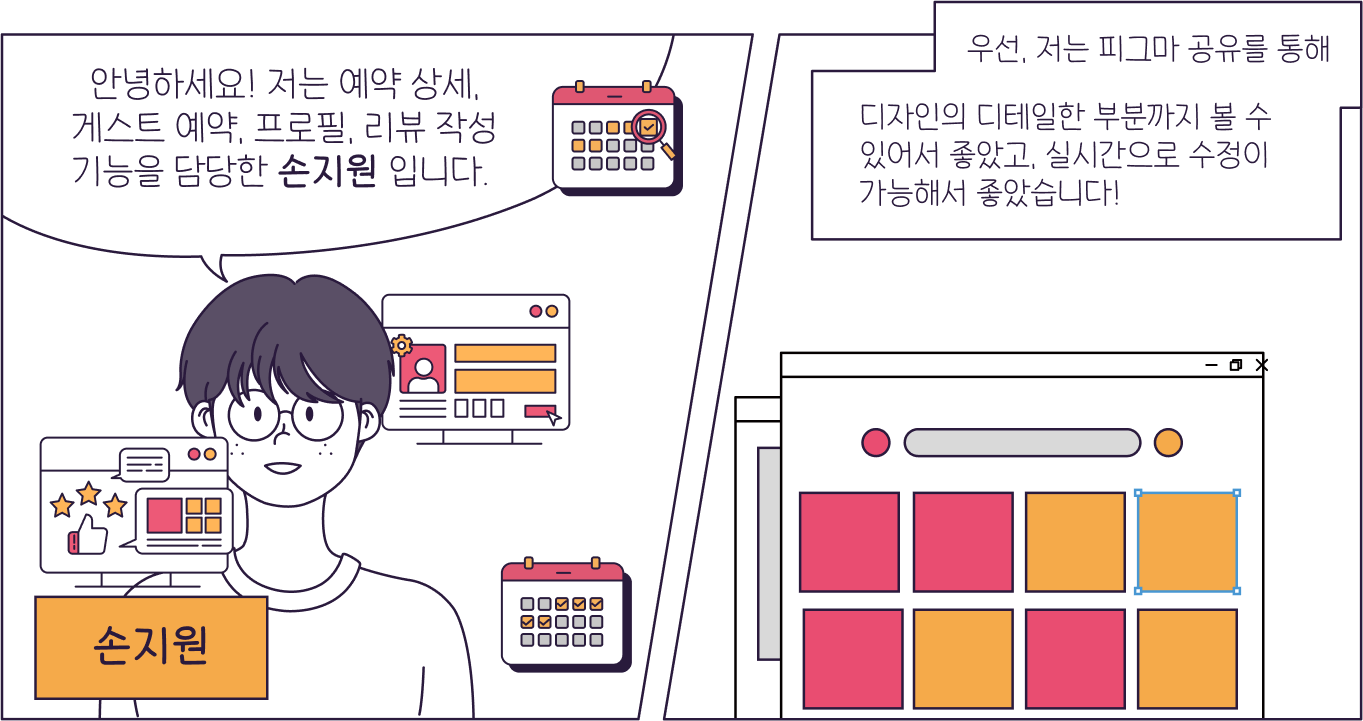 안녕하세요! 저는 예약 상세,
게스트 예약, 프로필, 리뷰 작성
기능을 담당한 손지원 입니다.
손지원
우선, 저는 피그마 공유를 통해
디자인의 디테일한 부분까지 볼 수
있어서 좋았고, 실시간으로 수정이
가능해서 좋았습니다!